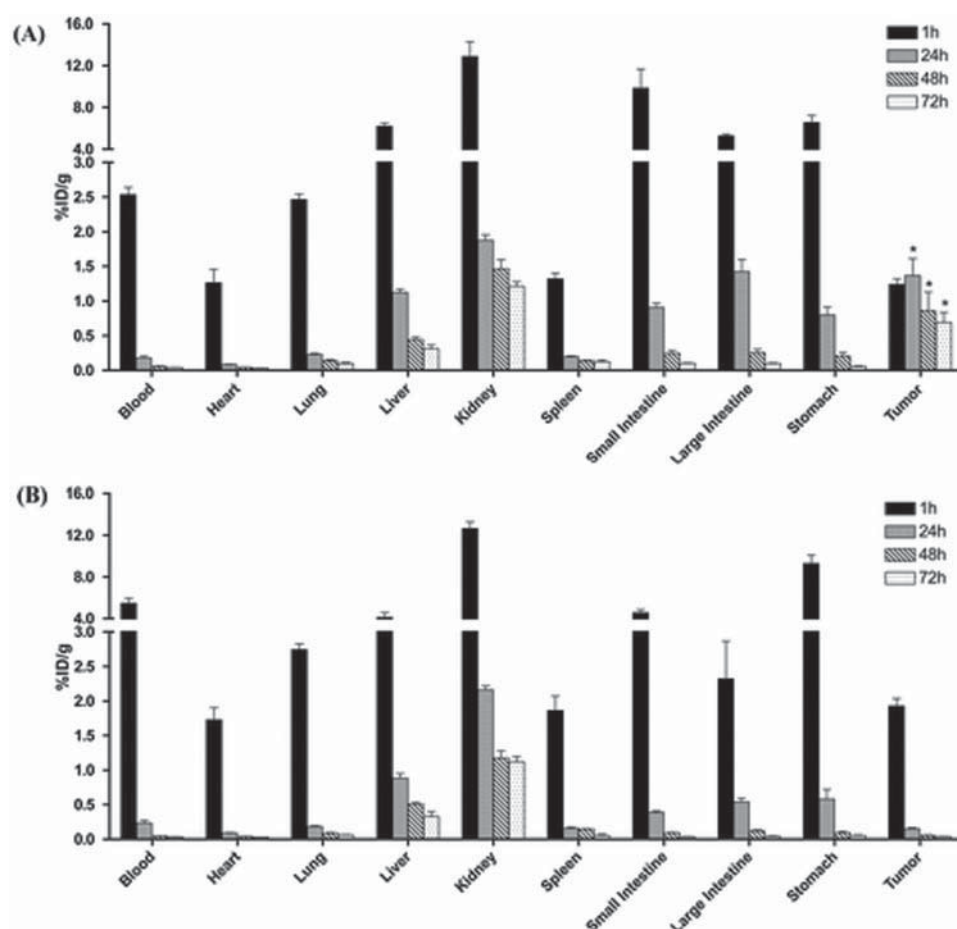 (A)
16.0
12.0
8.0
4.0
3.0
2.5
2.0
1.5
1.0
0.5
0.0
%ID/g
1h
24h
48h
72h
*
*
*
Blood
Heart
Lung
Liver
Kidney
Spleen
Small Intestine
Large Intestine
Stomach
Tumor
(B)
16.0
12.0
8.0
4.0
3.0
2.5
2.0
1.5
1.0
0.5
0.0
%ID/g
1h
24h
48h
72h
Blood
Heart
Lung
Liver
Kidney
Spleen
Small Intestine
Large Intestine
Stomach
Tumor